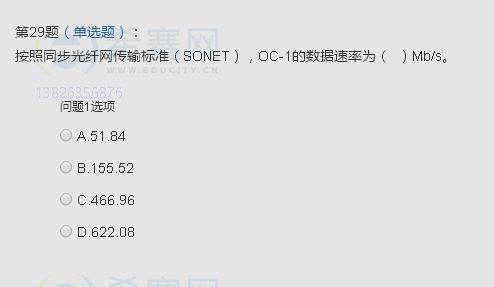 第29题（单选题）：
希赛网
按照同步光纤网传输标准（SONET），OC-1的数据速率为（ ）Mb/s。
WWW.EDUCITY.CN
13826356876
问题1选项
A.51.84
B.155.52
C.466.96
D.622.08
希赛网